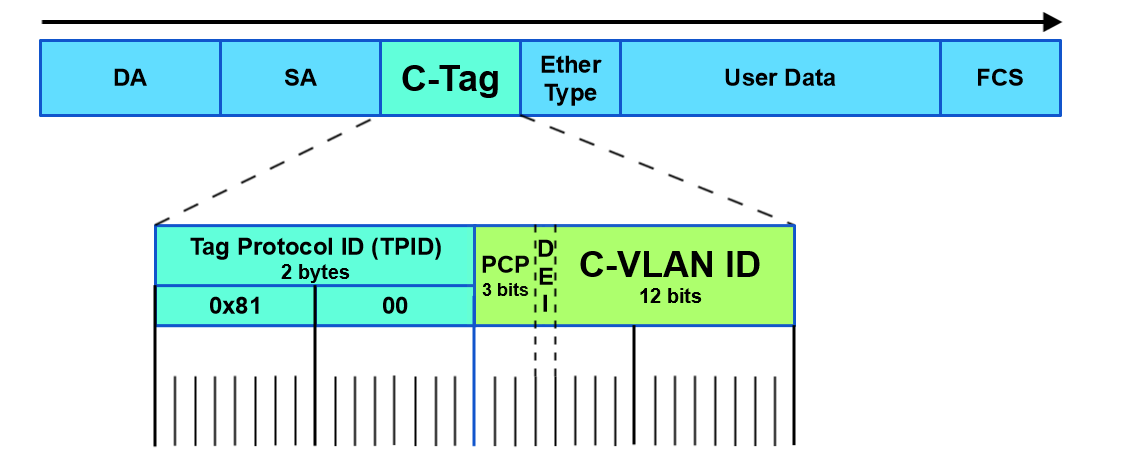 DA
SA
C-Tag
Ether
Type
User Data
FCS
Tag Protocol ID (TPID)
2 bytes
0x81
00
PCP
3 bits
D
E
I
C-VLAN ID
12 bits